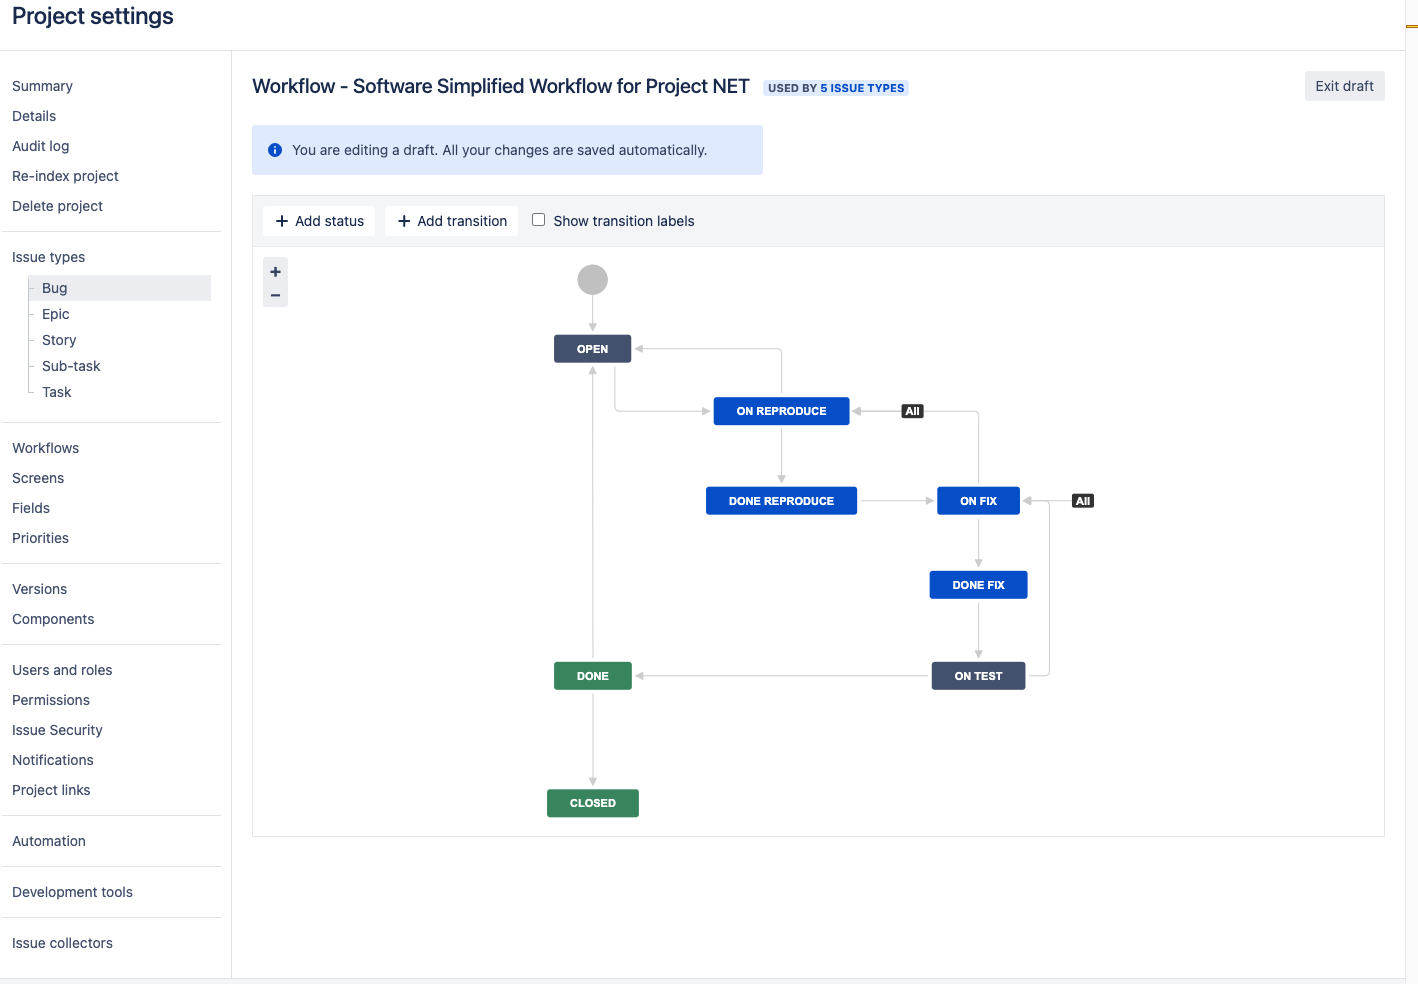 Project settings
Summary
Details
Audit log
Re-index project
Delete project
Issue types
Bug
Epic
Story
Sub-task
Task
Workflows
Screens
Fields
Priorities
Versions
Components
Users and roles
Permissions
Issue Security
Notifications
Project links
Automation
Development tools
Issue collectors
Workflow - Software Simplified Workflow for Project NET USED BY 5 ISSUE TYPES
Exit draft
You are editing a draft. All your changes are saved automatically.
+ Add status + Add transition Show transition labels
+
−
OPEN
ON REPRODUCE All
DONE REPRODUCE ON FIX All
DONE FIX
DONE ON TEST
CLOSED